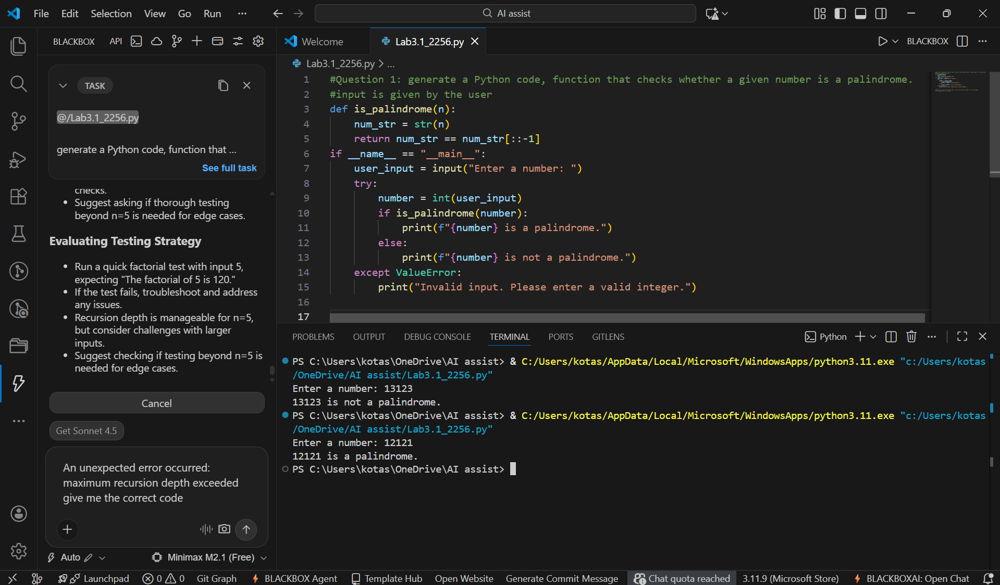 File Edit Selection View Go Run ···
AI assist
BLACKBOX API
TASK
@/Lab3.1_2256.py
generate a Python code, function that ...
See full task
checks.
• Suggest asking if thorough testing
beyond n=5 is needed for edge cases.
Evaluating Testing Strategy
• Run a quick factorial test with input 5,
expecting "The factorial of 5 is 120."
• If the test fails, troubleshoot and address
any issues.
• Recursion depth is manageable for n=5,
but consider challenges with larger
inputs.
• Suggest checking if testing beyond n=5 is
needed for edge cases.
Cancel
Get Sonnet 4.5
An unexpected error occurred:
maximum recursion depth exceeded
give me the correct code
Auto
Minimax M2.1 (Free)
Welcome
Lab3.1_2256.py
BLACKBOX
Lab3.1_2256.py > ...
1 #Question 1: generate a Python code, function that checks whether a given number is a palindrome.
2 #input is given by the user
3 def is_palindrome(n):
4 num_str = str(n)
5 return num_str == num_str[::-1]
6 if __name__ == "__main__":
7 user_input = input("Enter a number: ")
8 try:
9 number = int(user_input)
10 if is_palindrome(number):
11 print(f"{number} is a palindrome.")
12 else:
13 print(f"{number} is not a palindrome.")
14 except ValueError:
15 print("Invalid input. Please enter a valid integer.")
16
17
PROBLEMS OUTPUT DEBUG CONSOLE TERMINAL PORTS GITLENS
Python
PS C:\Users\kotas\OneDrive\AI assist> & C:/Users/kotas/AppData/Local/Microsoft/WindowsApps/python3.11.exe "c:/Users/kotas
/OneDrive/AI assist/Lab3.1_2256.py"
Enter a number: 13123
13123 is not a palindrome.
PS C:\Users\kotas\OneDrive\AI assist> & C:/Users/kotas/AppData/Local/Microsoft/WindowsApps/python3.11.exe "c:/Users/kotas
/OneDrive/AI assist/Lab3.1_2256.py"
Enter a number: 12121
12121 is a palindrome.
PS C:\Users\kotas\OneDrive\AI assist>
Launchpad 0 0 Git Graph BLACKBOX Agent Template Hub Open Website Generate Commit Message Chat quota reached 3.11.9 (Microsoft Store) BLACKBOXAI: Open Chat